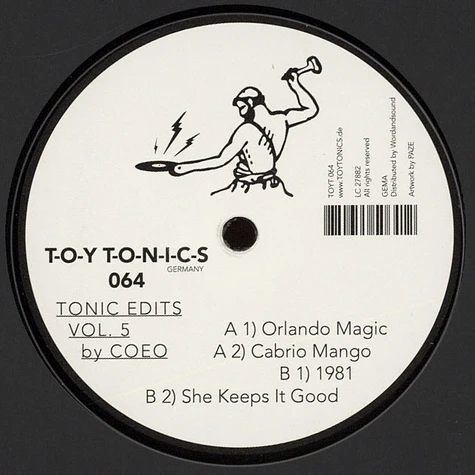 T-O-Y T-O-N-I-C-S
GERMANY
064
TONIC EDITS
VOL. 5
by COEO
A 1) Orlando Magic
A 2) Cabrio Mango
B 1) 1981
B 2) She Keeps It Good
TOYT 064
www.TOYTONICS.de
LC 27882
All rights reserved
GEMA
Distributed by Wordandsound
Artwork by PAZE